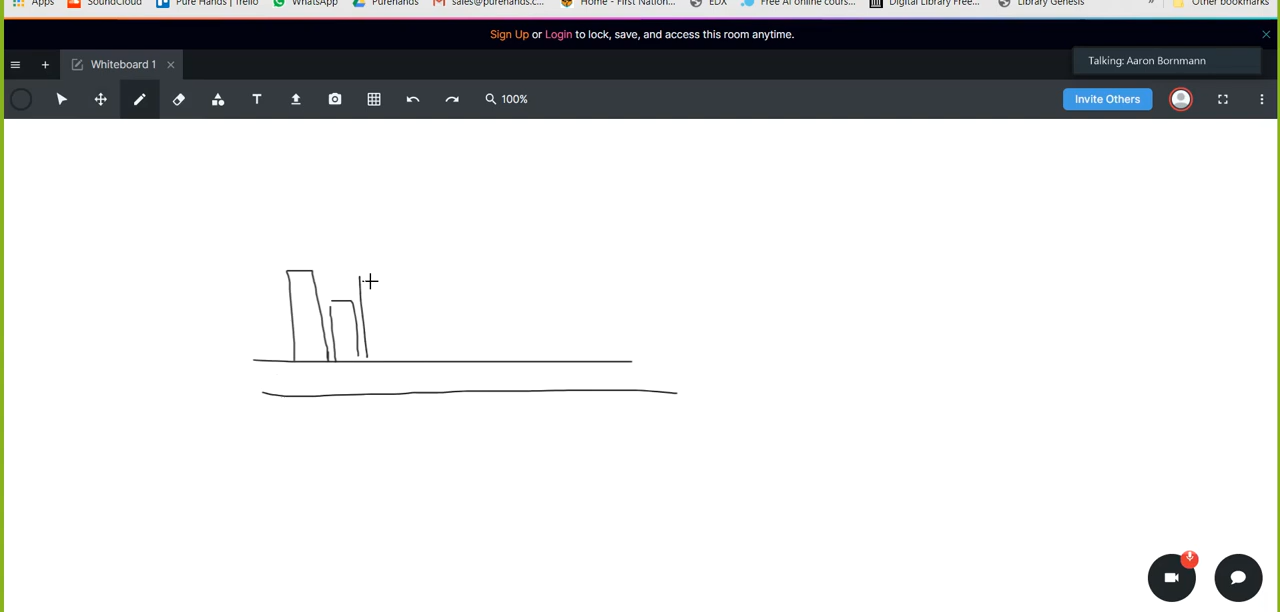 Apps SoundCloud Pure Hands | Trello WhatsApp Purehands sales@purehands.co... Home - First Nation... EDX Free AI online cours... Digital Library Free... Library Genesis » Other bookmarks
Sign Up or Login to lock, save, and access this room anytime.
Talking: Aaron Bornmann
Whiteboard 1
100%
Invite Others